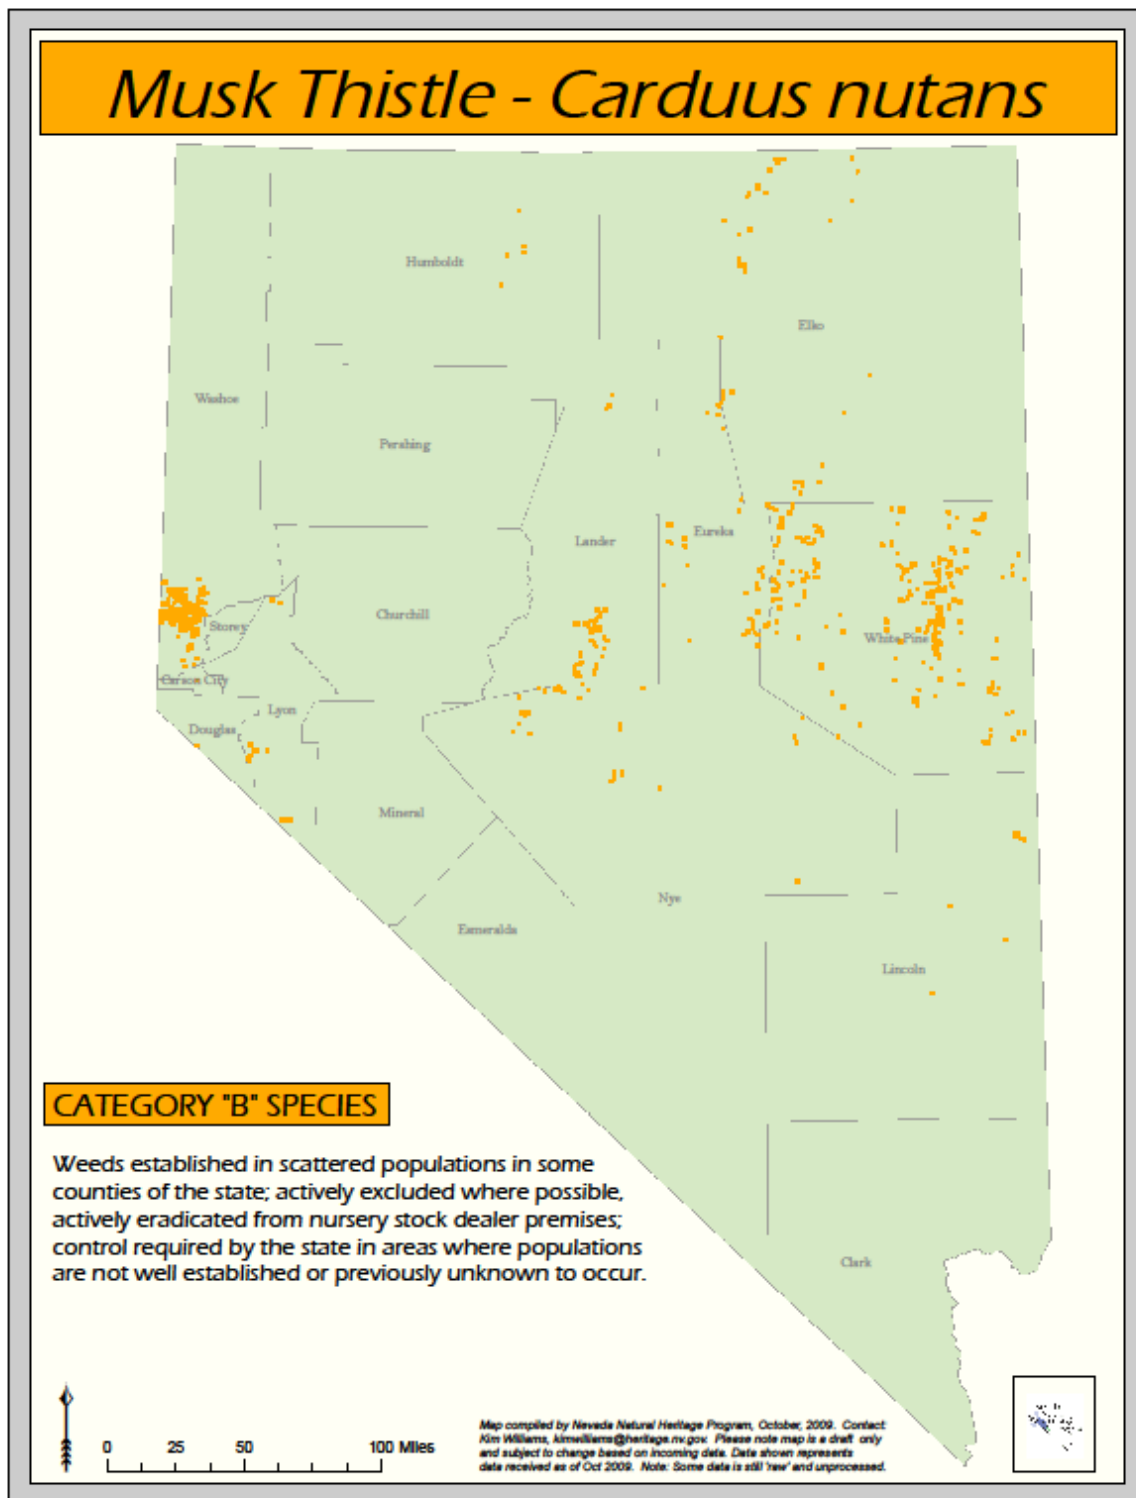 Musk Thistle - Carduus nutans
Humboldt
Elko
Washoe
Pershing
Lander
Eureka
Churchill
Storey
White Pine
Carson City
Lyon
Douglas
Mineral
Nye
Esmeralda
Lincoln
Clark
CATEGORY "B" SPECIES
Weeds established in scattered populations in some
counties of the state; actively excluded where possible,
actively eradicated from nursery stock dealer premises;
control required by the state in areas where populations
are not well established or previously unknown to occur.
0 25 50 100 Miles
Map compiled by Nevada Natural Heritage Program, October, 2009. Contact
Kim Williams, kimwilliams@heritage.nv.gov. Please note map is a draft only
and subject to change based on incoming data. Data shown represents
data received as of Oct 2009. Note: Some data is still 'raw' and unprocessed.